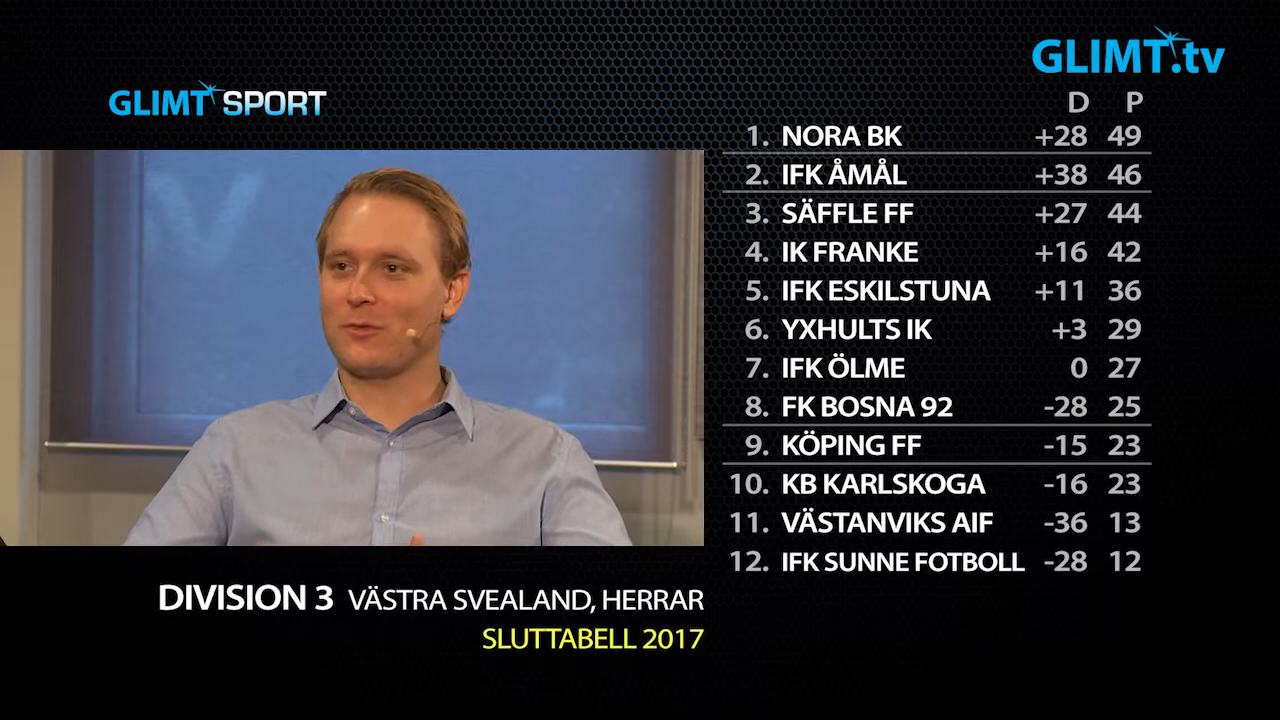 GLIMT.tv
GLIMT SPORT
D P
1. NORA BK +28 49
2. IFK ÅMÅL +38 46
3. SÄFFLE FF +27 44
4. IK FRANKE +16 42
5. IFK ESKILSTUNA +11 36
6. YXHULTS IK +3 29
7. IFK ÖLME 0 27
8. FK BOSNA 92 -28 25
9. KÖPING FF -15 23
10. KB KARLSKOGA -16 23
11. VÄSTANVIKS AIF -36 13
12. IFK SUNNE FOTBOLL -28 12
DIVISION 3 VÄSTRA SVEALAND, HERRAR
SLUTTABELL 2017